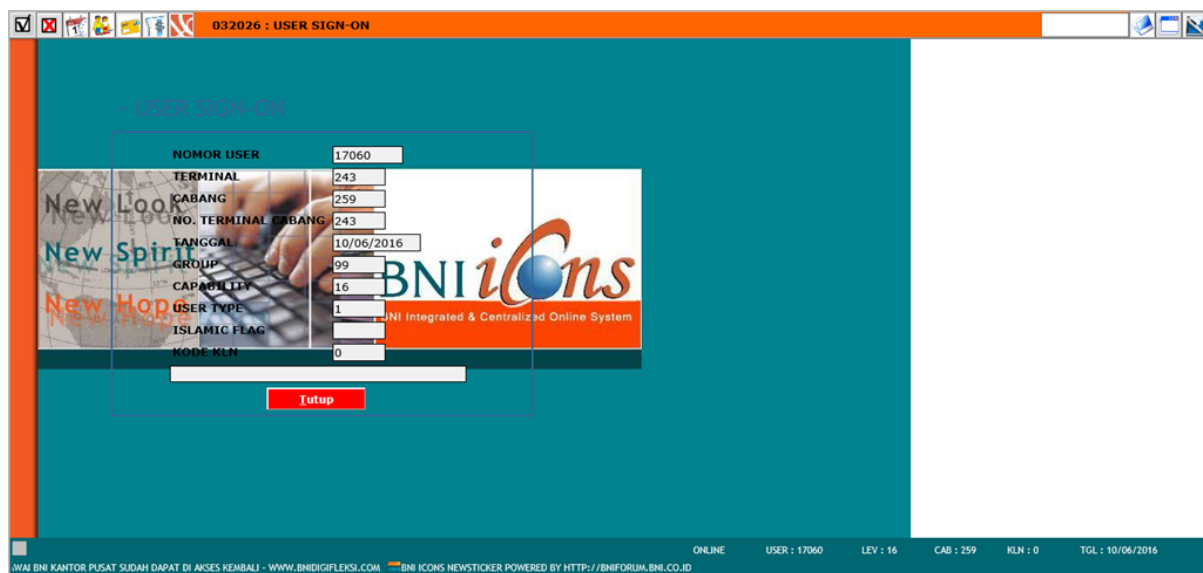 032026 : USER SIGN-ON
- USER SIGN-ON
NOMOR USER 17060
TERMINAL 243
CABANG 259
NO. TERMINAL CABANG 243
TANGGAL 10/06/2016
GROUP 99
CAPABILITY 16
USER TYPE 1
ISLAMIC FLAG
KODE KLN 0
Tutup
New Look
New Spirit
New Hope
BNI icons
BNI Integrated & Centralized Online System
ONLINE USER : 17060 LEV : 16 CAB : 259 KLN : 0 TGL : 10/06/2016
BNI KANTOR PUSAT SUDAH DAPAT DI AKSES KEMBALI - WWW.BNIDIGIFLEKSI.COM BNI ICONS NEWSTICKER POWERED BY HTTP://BNIFORUM.BNI.CO.ID